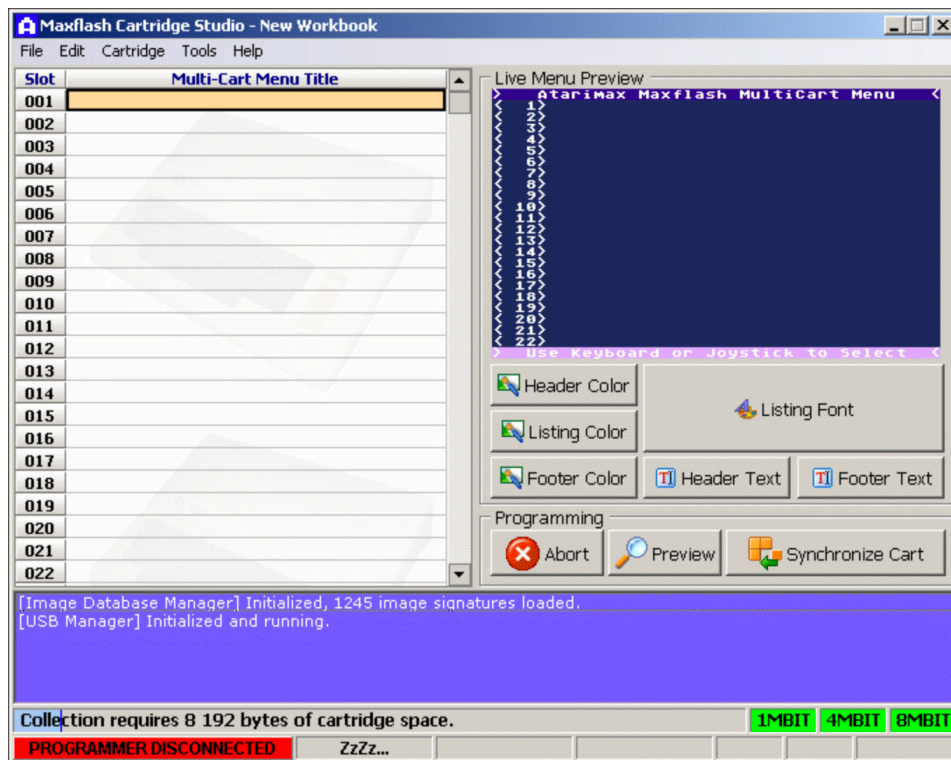 Maxflash Cartridge Studio - New Workbook
File Edit Cartridge Tools Help
Slot Multi-Cart Menu Title
001
002
003
004
005
006
007
008
009
010
011
012
013
014
015
016
017
018
019
020
021
022
Live Menu Preview
> Atarimax Maxflash MultiCart Menu <
< 1>
< 2>
< 3>
< 4>
< 5>
< 6>
< 7>
< 8>
< 9>
< 10>
< 11>
< 12>
< 13>
< 14>
< 15>
< 16>
< 17>
< 18>
< 19>
< 20>
< 21>
< 22>
> Use Keyboard or Joystick to Select <
Header Color
Listing Font
Listing Color
Footer Color Header Text Footer Text
Programming
Abort Preview Synchronize Cart
[Image Database Manager] Initialized, 1245 image signatures loaded.
[USB Manager] Initialized and running.
Collection requires 8 192 bytes of cartridge space. 1MBIT 4MBIT 8MBIT
PROGRAMMER DISCONNECTED ZzZz...